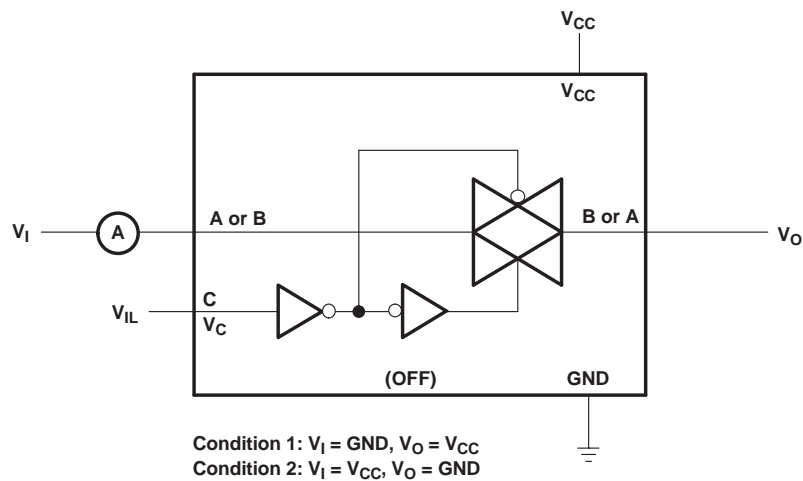 VCC
VCC
VI
A
A or B
B or A
VO
VIL
C
VC
(OFF)
GND
Condition 1: VI = GND, VO = VCC
Condition 2: VI = VCC, VO = GND